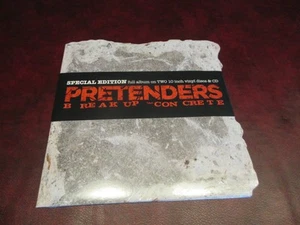 SPECIAL EDITION full album on TWO 10 inch vinyl discs & CD
PRETENDERS
BREAK UP THE CONCRETE